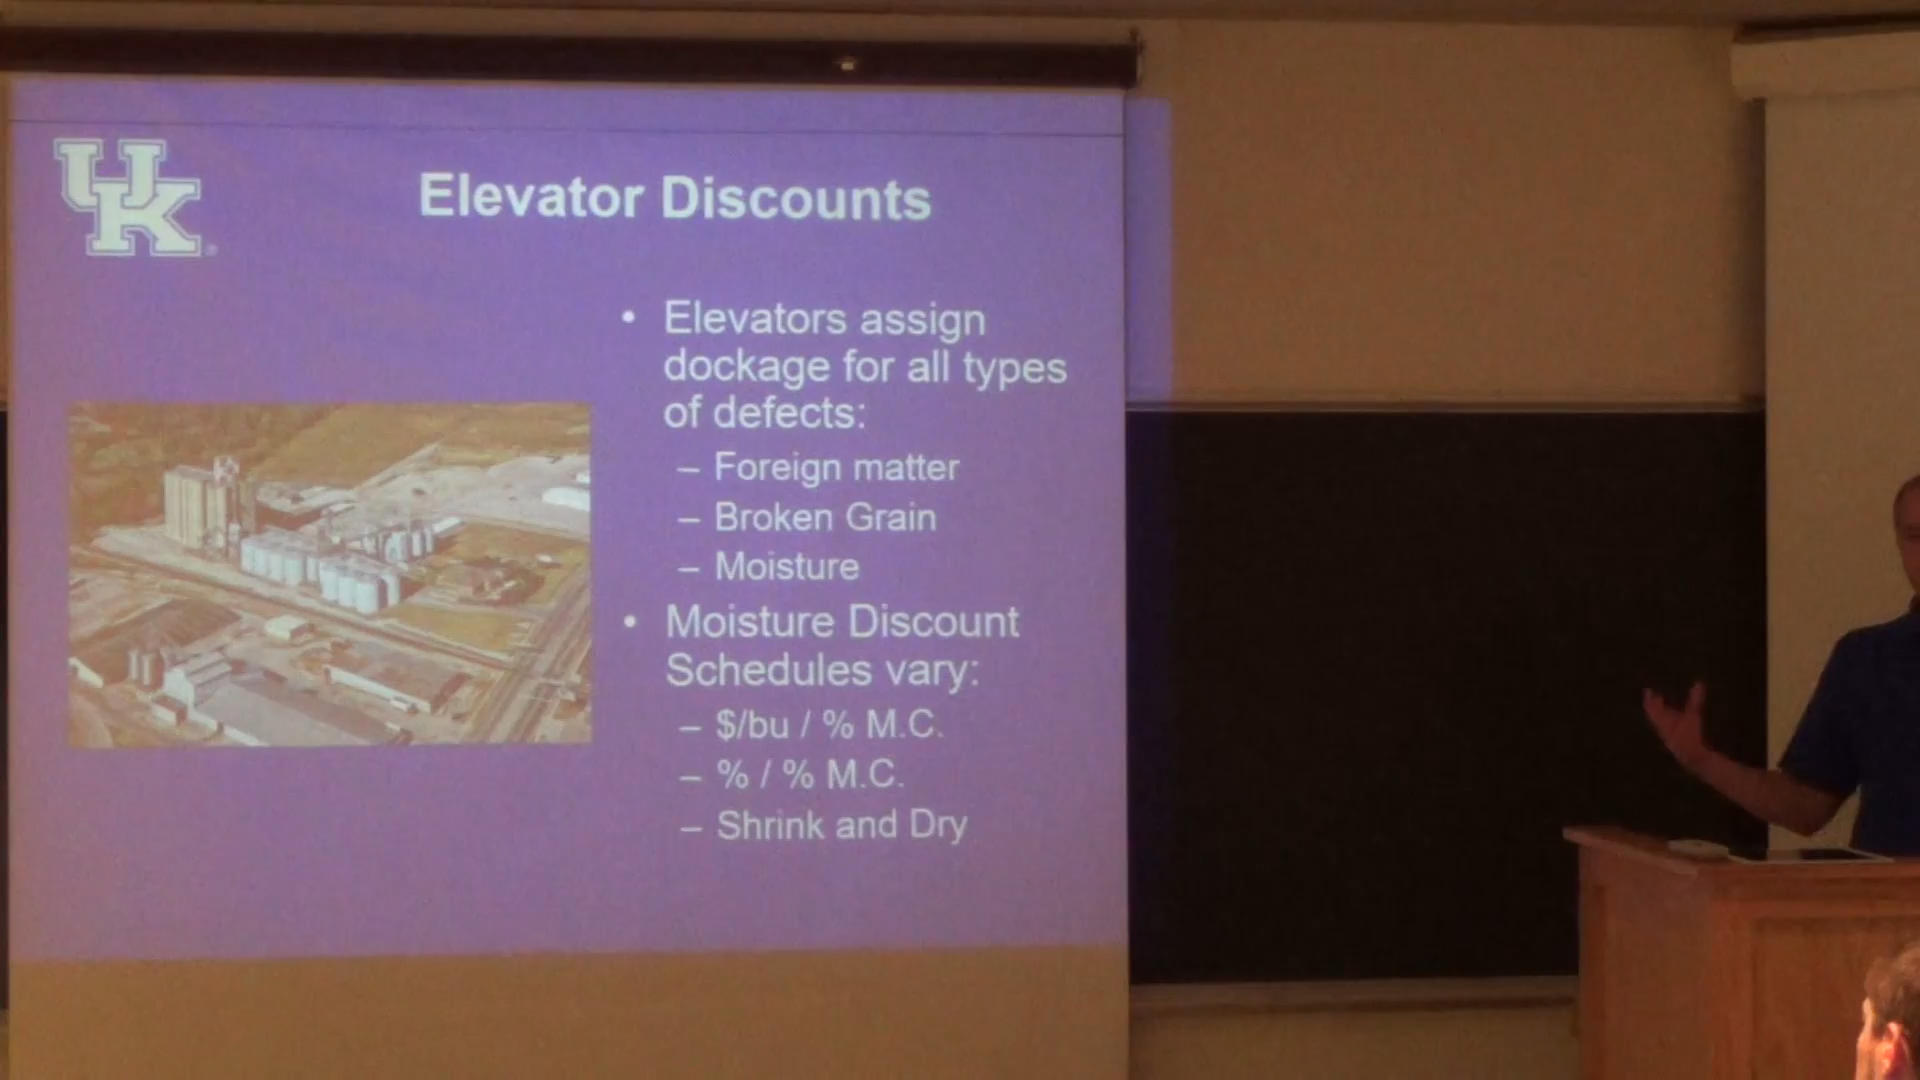 UK
Elevator Discounts
• Elevators assign
dockage for all types
of defects:
– Foreign matter
– Broken Grain
– Moisture
• Moisture Discount
Schedules vary:
– $/bu / % M.C.
– % / % M.C.
– Shrink and Dry